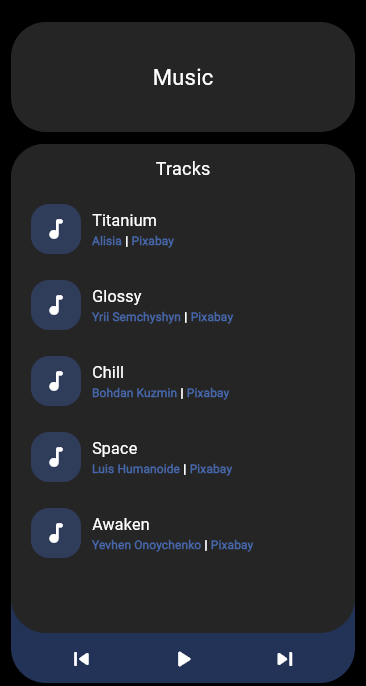 Music
Tracks
Titanium
Alisia | Pixabay
Glossy
Yrii Semchyshyn | Pixabay
Chill
Bohdan Kuzmin | Pixabay
Space
Luis Humanoide | Pixabay
Awaken
Yevhen Onoychenko | Pixabay